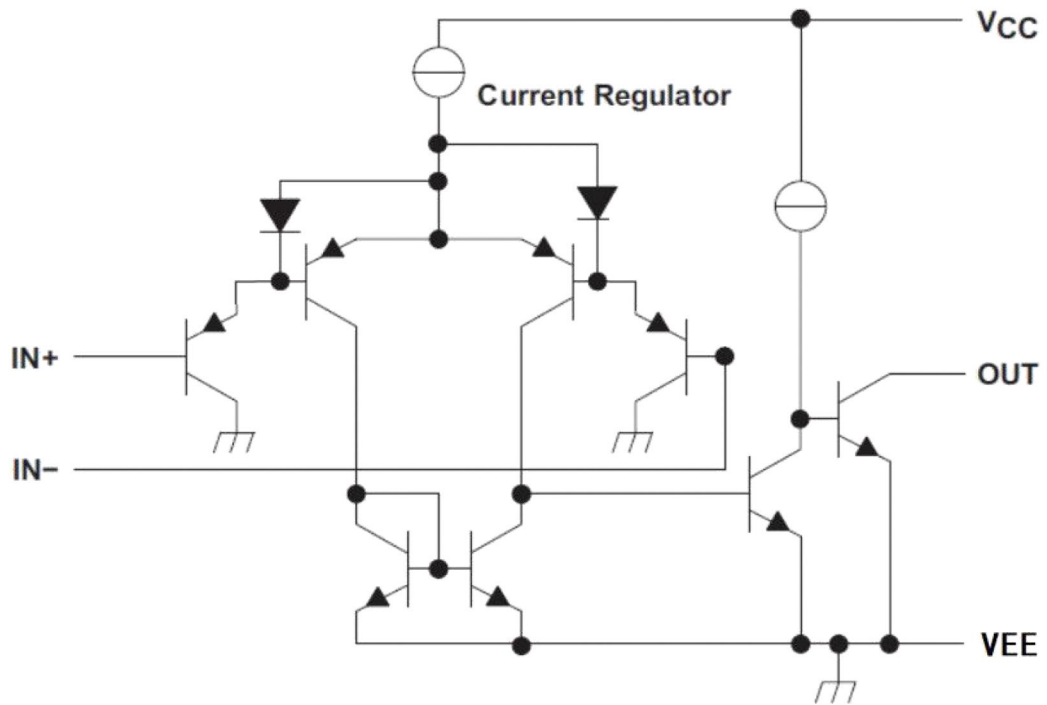 VCC
Current Regulator
IN+
OUT
IN−
VEE